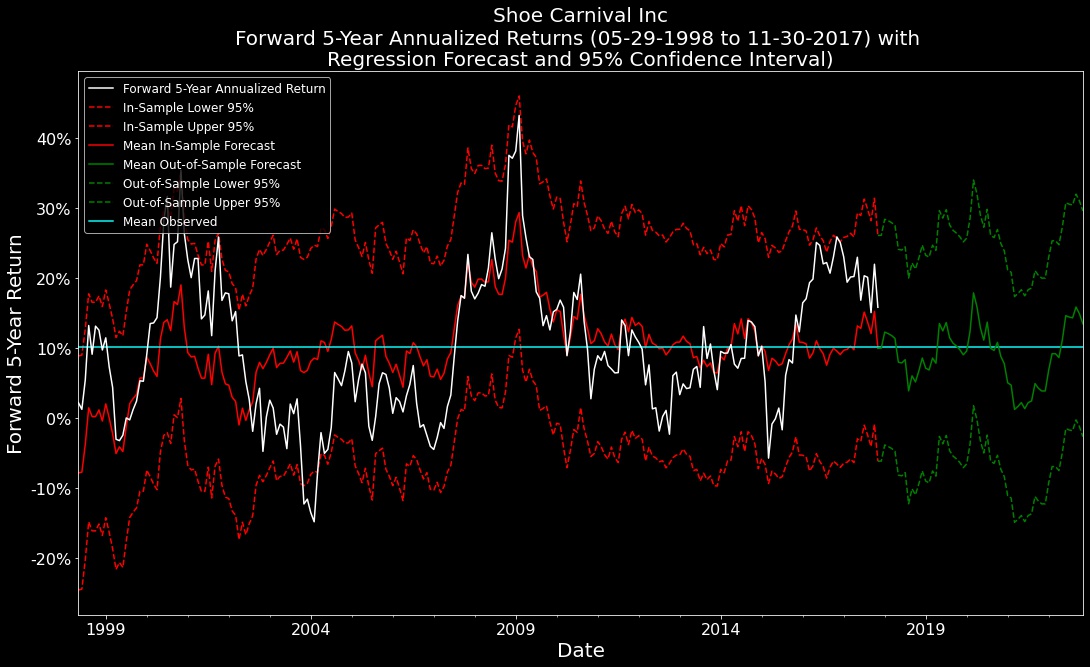 Shoe Carnival Inc
Forward 5-Year Annualized Returns (05-29-1998 to 11-30-2017) with
Regression Forecast and 95% Confidence Interval)
Forward 5-Year Annualized Return
In-Sample Lower 95%
In-Sample Upper 95%
Mean In-Sample Forecast
Mean Out-of-Sample Forecast
Out-of-Sample Lower 95%
Out-of-Sample Upper 95%
Mean Observed
Forward 5-Year Return
40%
30%
20%
10%
0%
-10%
-20%
1999
2004
2009
2014
2019
Date